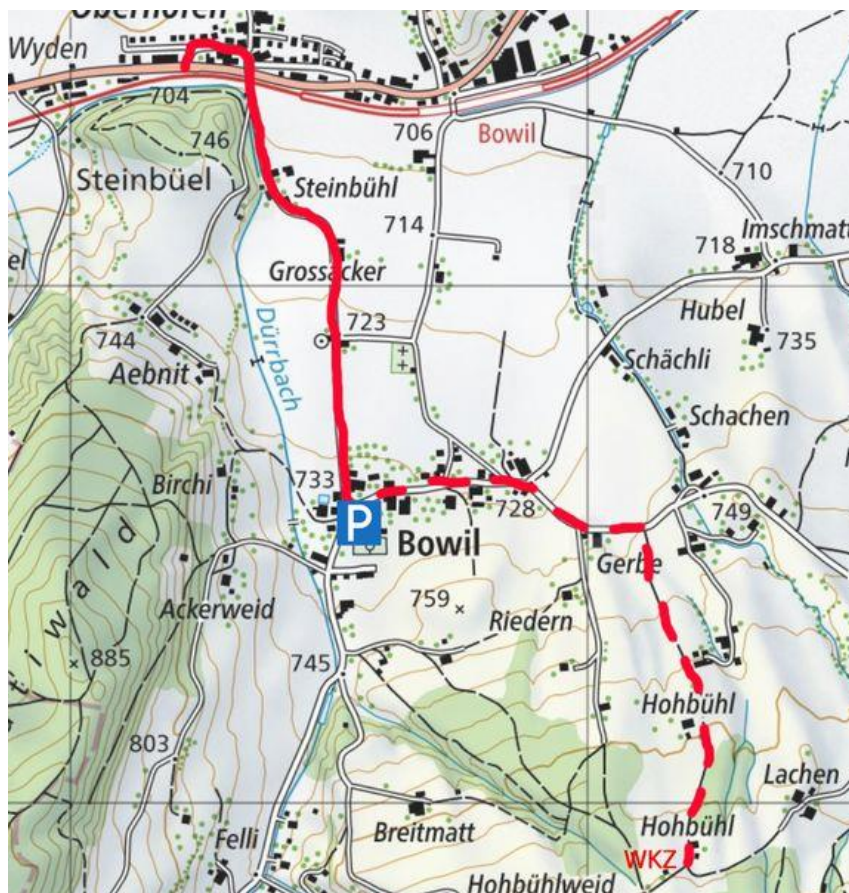 Oberhofen
Wyden
704
706
Bowil
746
Steinbüel
710
Steinbühl
714
718
Imschmatt
Grossacker
Hubel
723
735
744
Dürrbach
Aebnit
Schächli
Schachen
733
Birchi
728
749
P
Bowil
Gerbe
759
Riedern
Ackerweid
885
745
Hohbühl
803
Lachen
Breitmatt
Hohbühl
Felli
WKZ
Hohbühlweid